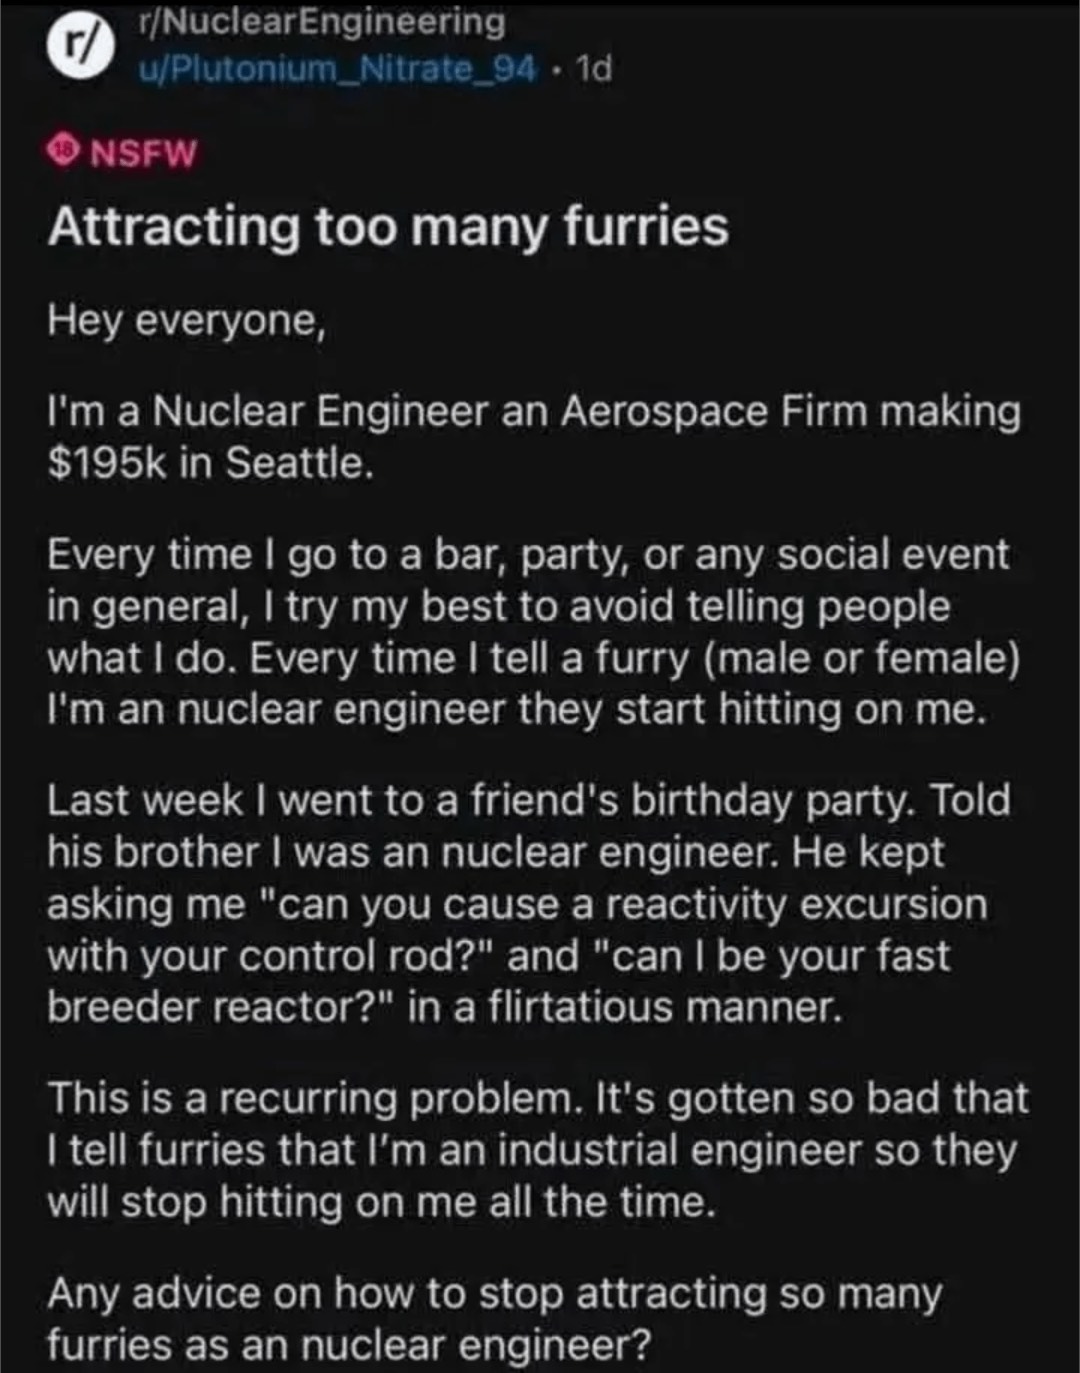 r/
r/NuclearEngineering
u/Plutonium_Nitrate_94 • 1d
18 NSFW
Attracting too many furries
Hey everyone,
I'm a Nuclear Engineer an Aerospace Firm making
$195k in Seattle.
Every time I go to a bar, party, or any social event
in general, I try my best to avoid telling people
what I do. Every time I tell a furry (male or female)
I'm an nuclear engineer they start hitting on me.
Last week I went to a friend's birthday party. Told
his brother I was an nuclear engineer. He kept
asking me "can you cause a reactivity excursion
with your control rod?" and "can I be your fast
breeder reactor?" in a flirtatious manner.
This is a recurring problem. It's gotten so bad that
I tell furries that I'm an industrial engineer so they
will stop hitting on me all the time.
Any advice on how to stop attracting so many
furries as an nuclear engineer?